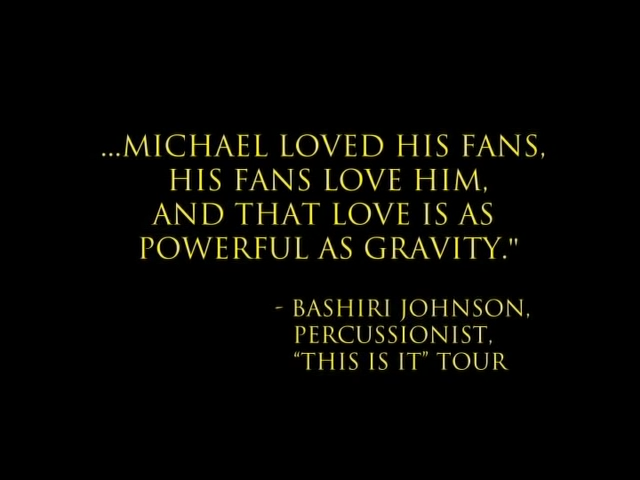 ...MICHAEL LOVED HIS FANS,
HIS FANS LOVE HIM,
AND THAT LOVE IS AS
POWERFUL AS GRAVITY."
- BASHIRI JOHNSON,
PERCUSSIONIST,
“THIS IS IT” TOUR